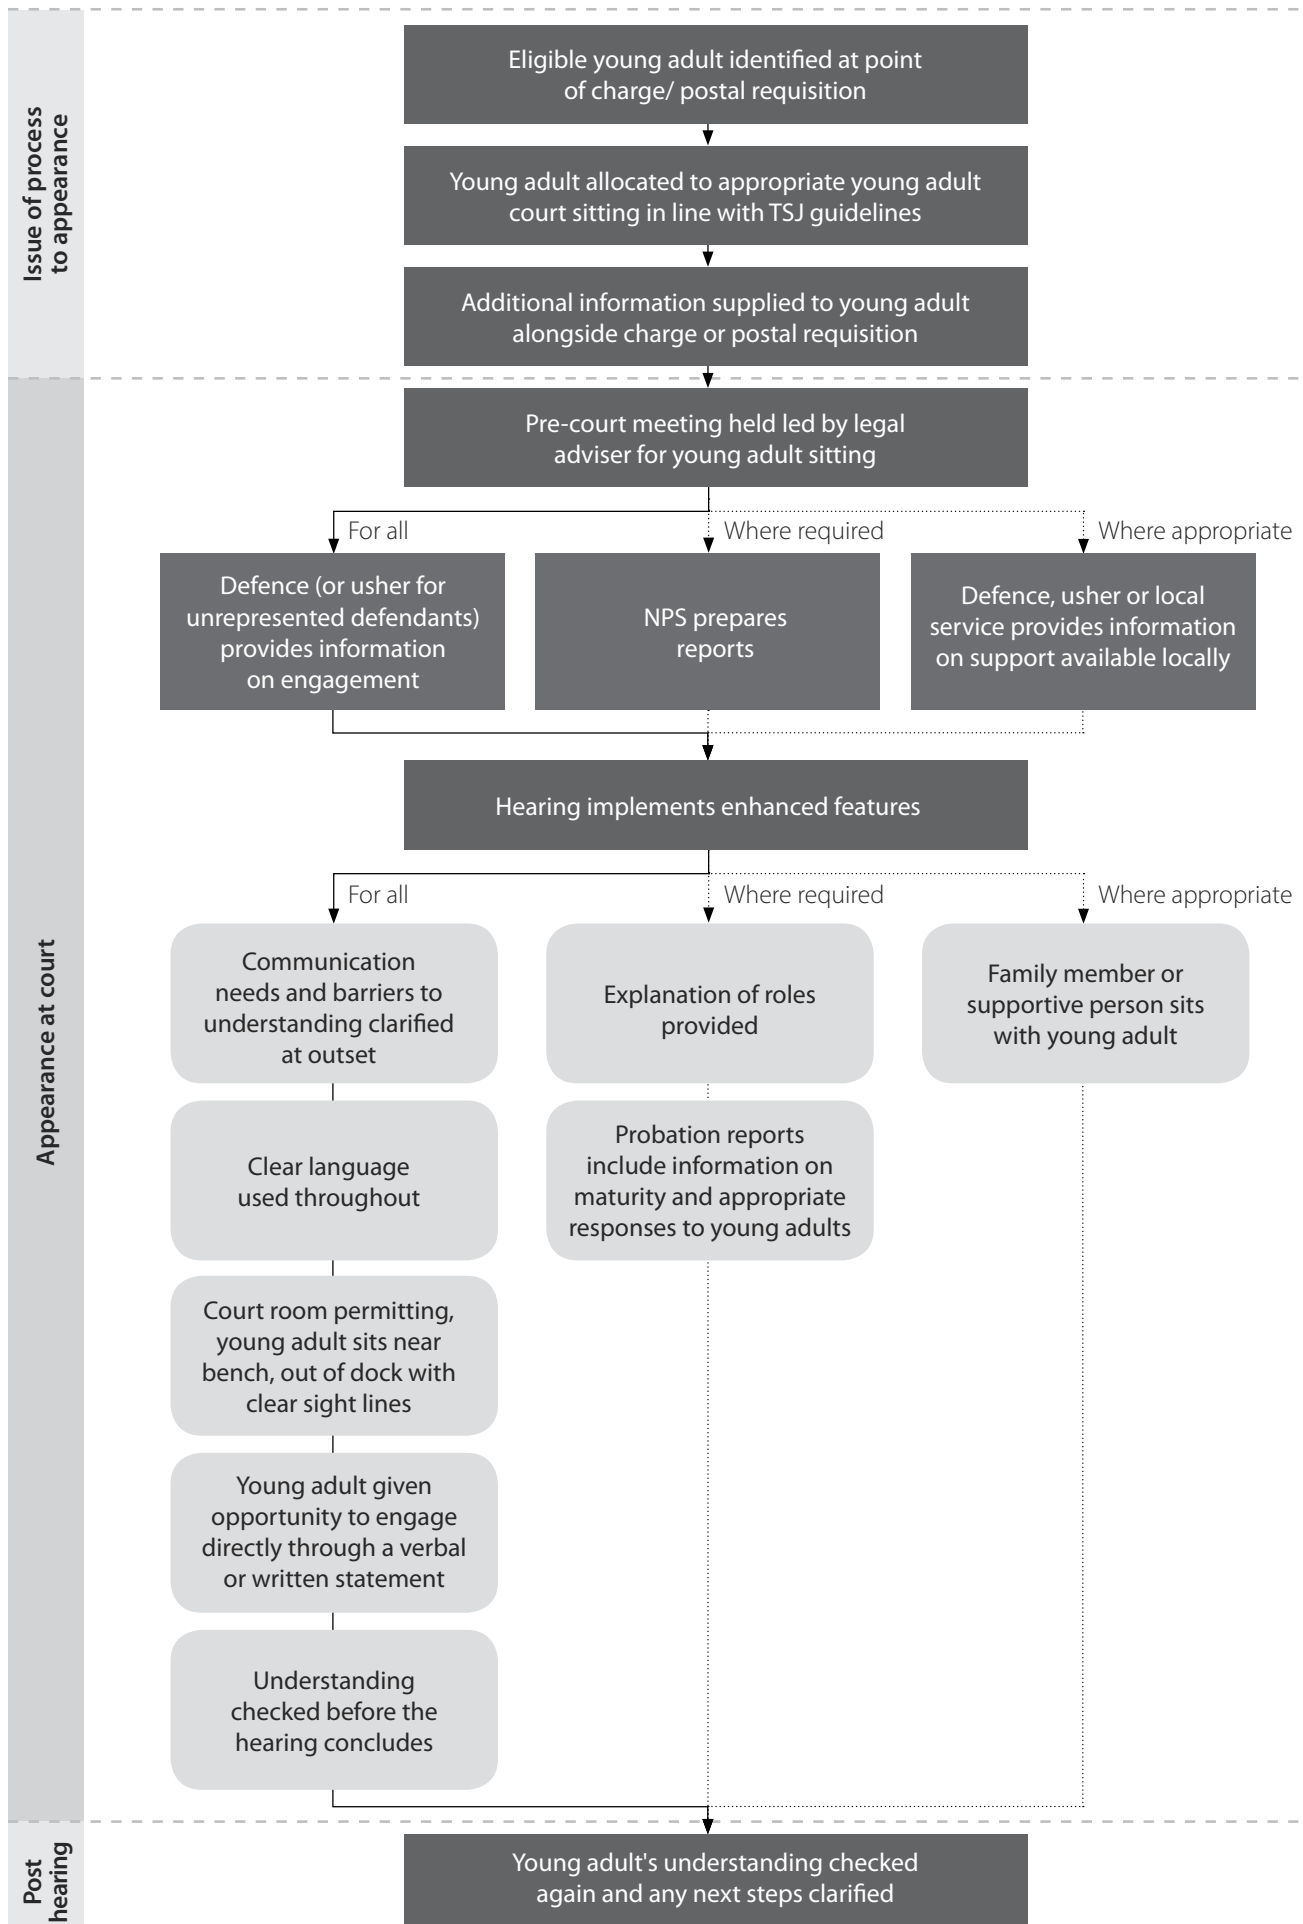 Issue of process
to appearance
Eligible young adult identified at point
of charge/ postal requisition
Young adult allocated to appropriate young adult
court sitting in line with TSJ guidelines
Additional information supplied to young adult
alongside charge or postal requisition
Appearance at court
Pre-court meeting held led by legal
adviser for young adult sitting
For all
Where required
Where appropriate
Defence (or usher for
unrepresented defendants)
provides information
on engagement
NPS prepares
reports
Defence, usher or local
service provides information
on support available locally
Hearing implements enhanced features
For all
Where required
Where appropriate
Communication
needs and barriers to
understanding clarified
at outset
Explanation of roles
provided
Family member or
supportive person sits
with young adult
Clear language
used throughout
Probation reports
include information on
maturity and appropriate
responses to young adults
Court room permitting,
young adult sits near
bench, out of dock with
clear sight lines
Young adult given
opportunity to engage
directly through a verbal
or written statement
Understanding
checked before the
hearing concludes
Post
hearing
Young adult's understanding checked
again and any next steps clarified